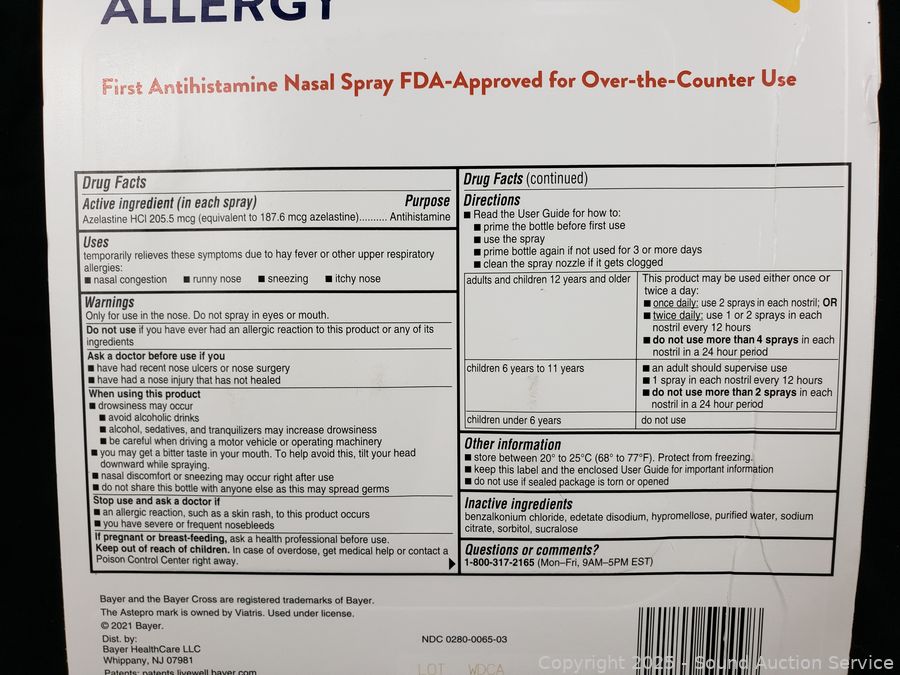 ALLERGY
First Antihistamine Nasal Spray FDA-Approved for Over-the-Counter Use
Drug Facts
Active ingredient (in each spray) Purpose
Azelastine HCl 205.5 mcg (equivalent to 187.6 mcg azelastine).......... Antihistamine
Uses
temporarily relieves these symptoms due to hay fever or other upper respiratory
allergies:
■ nasal congestion ■ runny nose ■ sneezing ■ itchy nose
Warnings
Only for use in the nose. Do not spray in eyes or mouth.
Do not use if you have ever had an allergic reaction to this product or any of its
ingredients
Ask a doctor before use if you
■ have had recent nose ulcers or nose surgery
■ have had a nose injury that has not healed
When using this product
■ drowsiness may occur
■ avoid alcoholic drinks
■ alcohol, sedatives, and tranquilizers may increase drowsiness
■ be careful when driving a motor vehicle or operating machinery
■ you may get a bitter taste in your mouth. To help avoid this, tilt your head
downward while spraying.
■ nasal discomfort or sneezing may occur right after use
■ do not share this bottle with anyone else as this may spread germs
Stop use and ask a doctor if
■ an allergic reaction, such as a skin rash, to this product occurs
■ you have severe or frequent nosebleeds
If pregnant or breast-feeding, ask a health professional before use.
Keep out of reach of children. In case of overdose, get medical help or contact a
Poison Control Center right away.
Drug Facts (continued)
Directions
■ Read the User Guide for how to:
■ prime the bottle before first use
■ use the spray
■ prime bottle again if not used for 3 or more days
■ clean the spray nozzle if it gets clogged
adults and children 12 years and older
This product may be used either once or
twice a day:
■ once daily: use 2 sprays in each nostril; OR
■ twice daily: use 1 or 2 sprays in each
nostril every 12 hours
■ do not use more than 4 sprays in each
nostril in a 24 hour period
children 6 years to 11 years
■ an adult should supervise use
■ 1 spray in each nostril every 12 hours
■ do not use more than 2 sprays in each
nostril in a 24 hour period
children under 6 years
do not use
Other information
■ store between 20° to 25°C (68° to 77°F). Protect from freezing.
■ keep this label and the enclosed User Guide for important information
■ do not use if sealed package is torn or opened
Inactive ingredients
benzalkonium chloride, edetate disodium, hypromellose, purified water, sodium
citrate, sorbitol, sucralose
Questions or comments?
1-800-317-2165 (Mon–Fri, 9AM–5PM EST)
Bayer and the Bayer Cross are registered trademarks of Bayer.
The Astepro mark is owned by Viatris. Used under license.
© 2021 Bayer.
Dist. by:
Bayer HealthCare LLC
Whippany, NJ 07981
Patents: patents.livewell.bayer.com
NDC 0280-0065-03
LOT WDCA
Copyright 2025 - Sound Auction Service